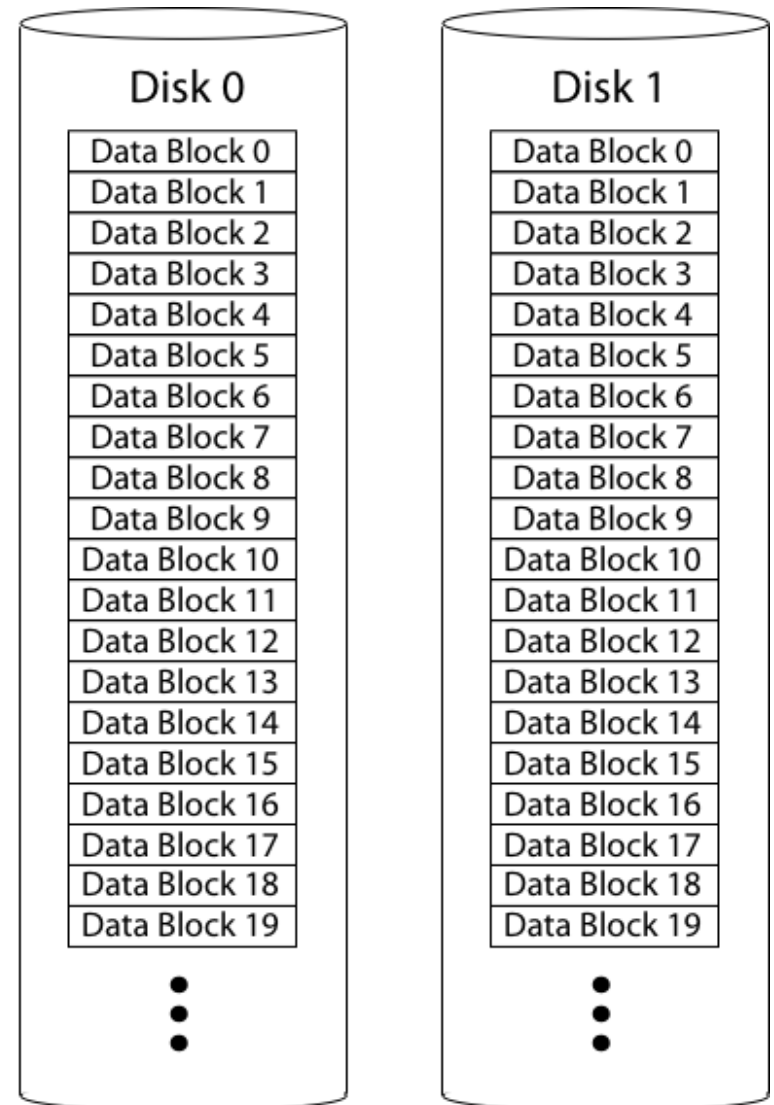 Disk 0
Data Block 0
Data Block 1
Data Block 2
Data Block 3
Data Block 4
Data Block 5
Data Block 6
Data Block 7
Data Block 8
Data Block 9
Data Block 10
Data Block 11
Data Block 12
Data Block 13
Data Block 14
Data Block 15
Data Block 16
Data Block 17
Data Block 18
Data Block 19
Disk 1
Data Block 0
Data Block 1
Data Block 2
Data Block 3
Data Block 4
Data Block 5
Data Block 6
Data Block 7
Data Block 8
Data Block 9
Data Block 10
Data Block 11
Data Block 12
Data Block 13
Data Block 14
Data Block 15
Data Block 16
Data Block 17
Data Block 18
Data Block 19